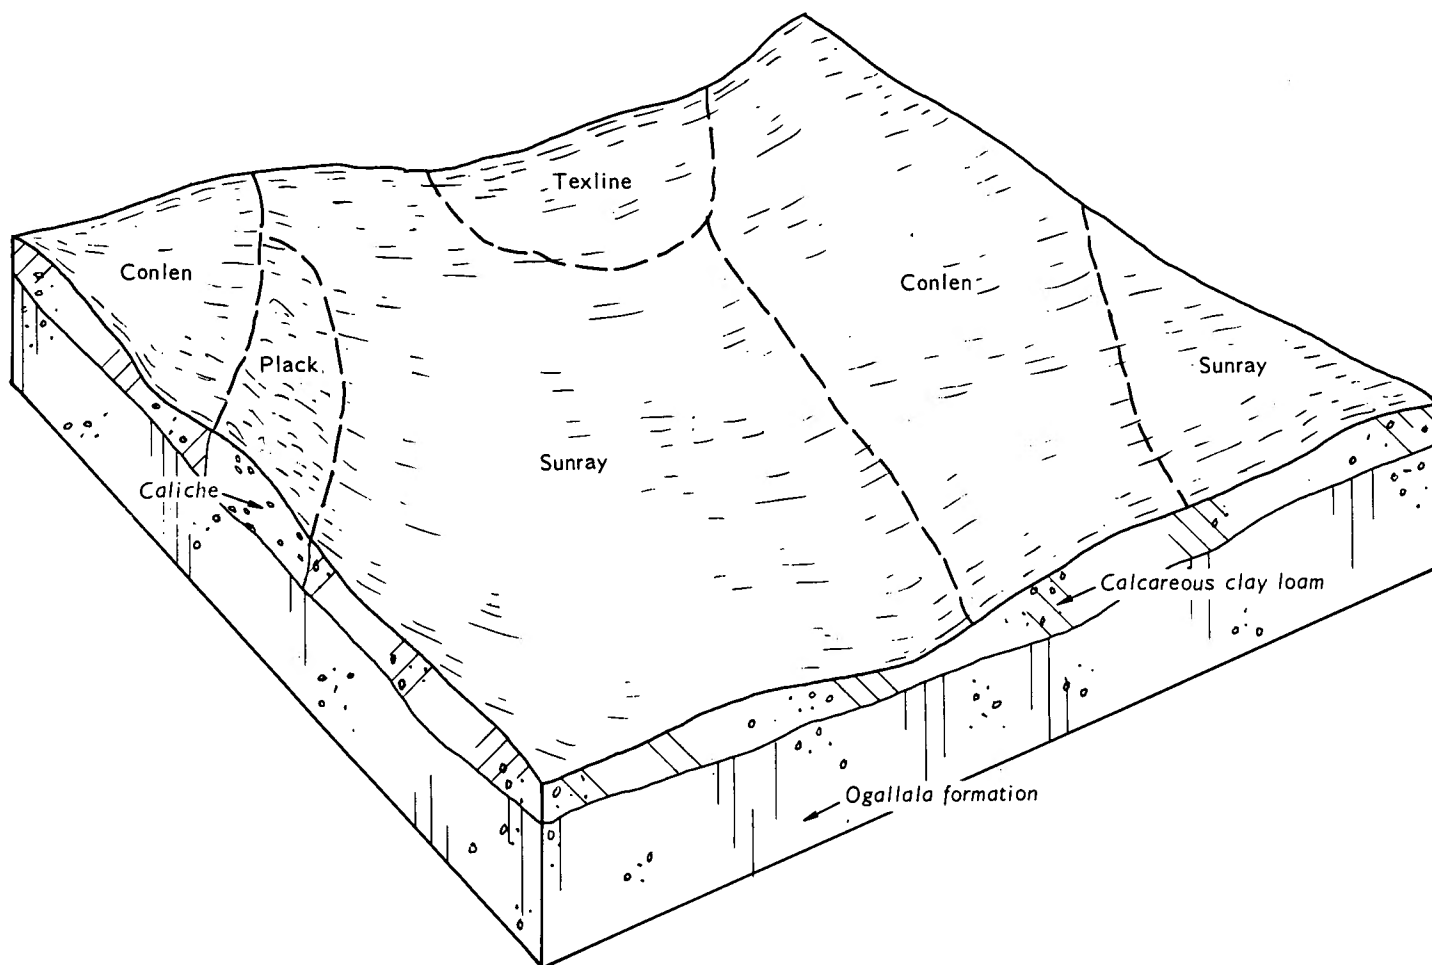 Texline
Conlen
Conlen
Plack
Sunray
Sunray
Caliche
Calcareous clay loam
Ogallala formation